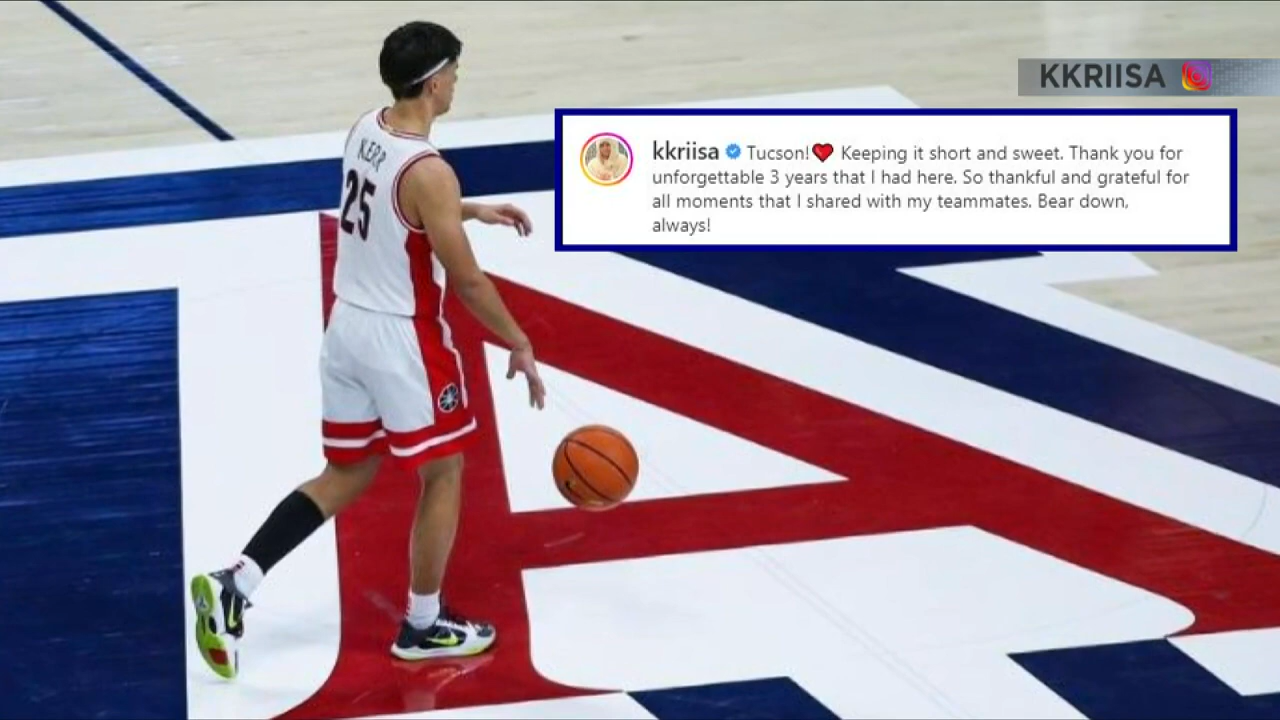 KKRIISA
kkriisa Tucson!❤️ Keeping it short and sweet. Thank you for
unforgettable 3 years that I had here. So thankful and grateful for
all moments that I shared with my teammates. Bear down,
always!
KERR
25
A